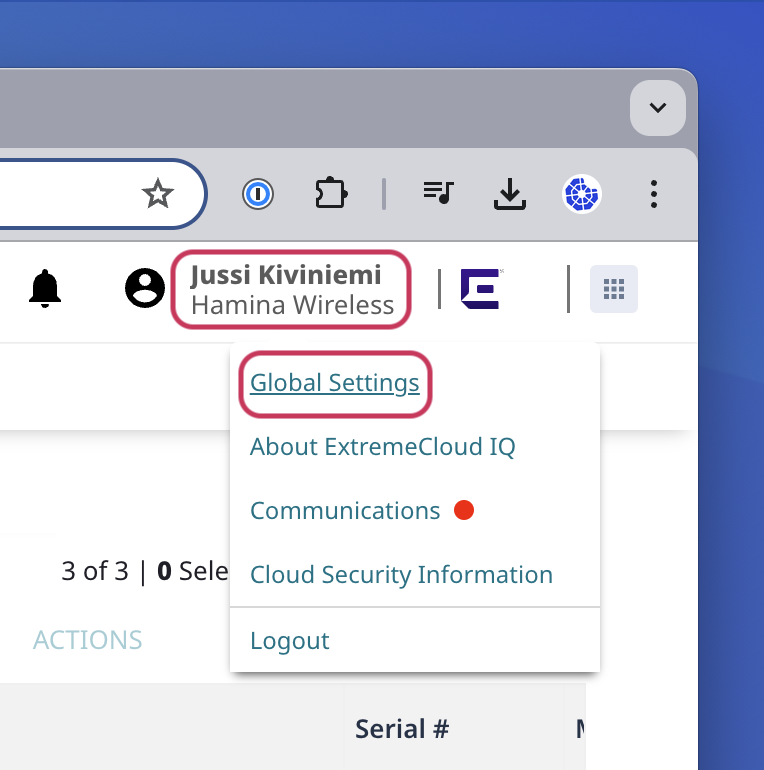 Jussi Kiviniemi
Hamina Wireless
Global Settings
About ExtremeCloud IQ
Communications
3 of 3 | 0 Sele
Cloud Security Information
ACTIONS
Logout
Serial #